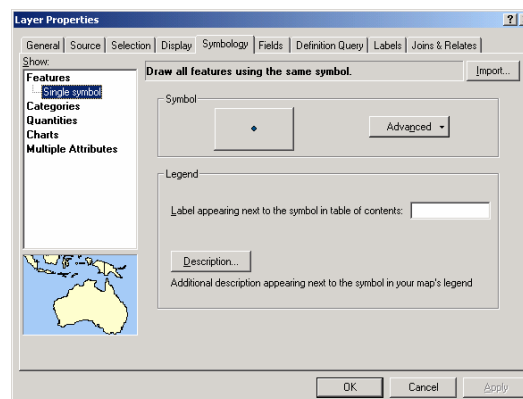 Layer Properties
General Source Selection Display Symbology Fields Definition Query Labels Joins & Relates
Show:
Features
Single symbol
Categories
Quantities
Charts
Multiple Attributes
Draw all features using the same symbol.
Import...
Symbol
Advanced
Legend
Label appearing next to the symbol in table of contents:
Description...
Additional description appearing next to the symbol in your map's legend
OK Cancel Apply